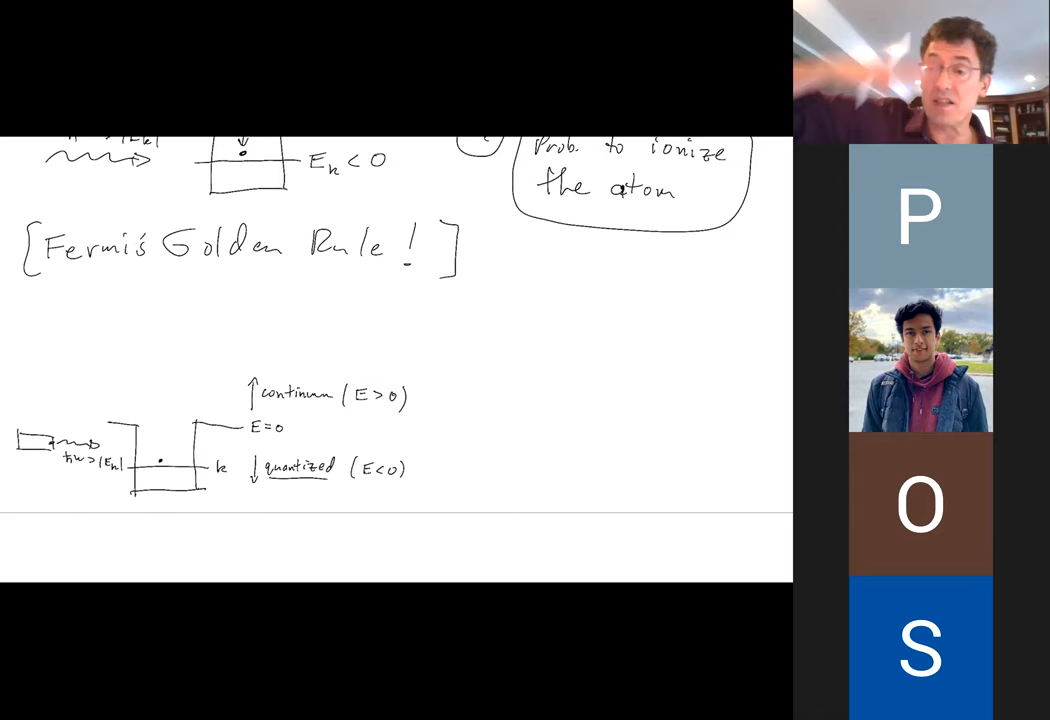 E_k < 0
Prob. to ionize
the atom
[Fermi's Golden Rule! ]
↑ continuum (E > 0)
E = 0
ħω > |E_k|
k
↓ quantized (E < 0)
P
O
S